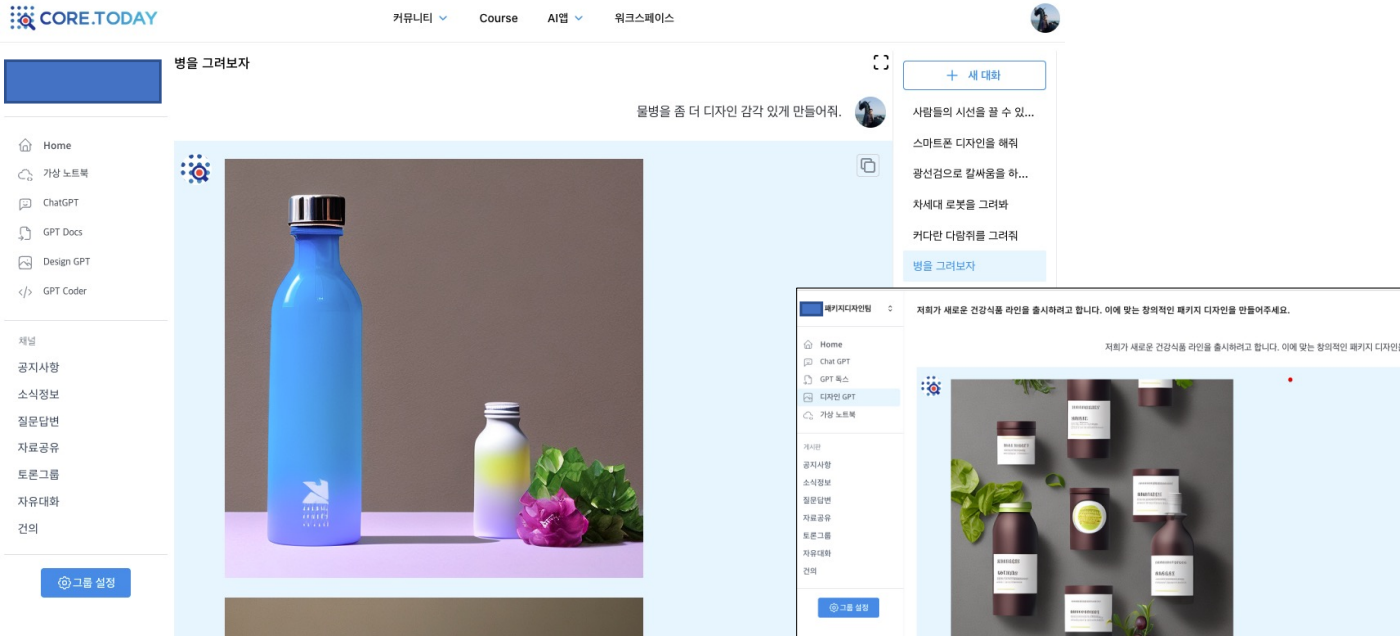 CORE.TODAY
커뮤니티
Course
AI앱
워크스페이스
병을 그려보자
물병을 좀 더 디자인 감각 있게 만들어줘.
Home
가상 노트북
ChatGPT
GPT Docs
Design GPT
GPT Coder
채널
공지사항
소식정보
질문답변
자료공유
토론그룹
자유대화
건의
그룹 설정
+ 새 대화
사람들의 시선을 끌 수 있...
스마트폰 디자인을 해줘
광선검으로 칼싸움을 하...
차세대 로봇을 그려봐
커다란 다람쥐를 그려줘
병을 그려보자
패키지디자인팀
Home
Chat GPT
GPT 독스
디자인 GPT
가상 노트북
게시판
공지사항
소식정보
질문답변
자료공유
토론그룹
자유대화
건의
그룹 설정
저희가 새로운 건강식품 라인을 출시하려고 합니다. 이에 맞는 창의적인 패키지 디자인을 만들어주세요.
저희가 새로운 건강식품 라인을 출시하려고 합니다. 이에 맞는 창의적인 패키지 디자인을